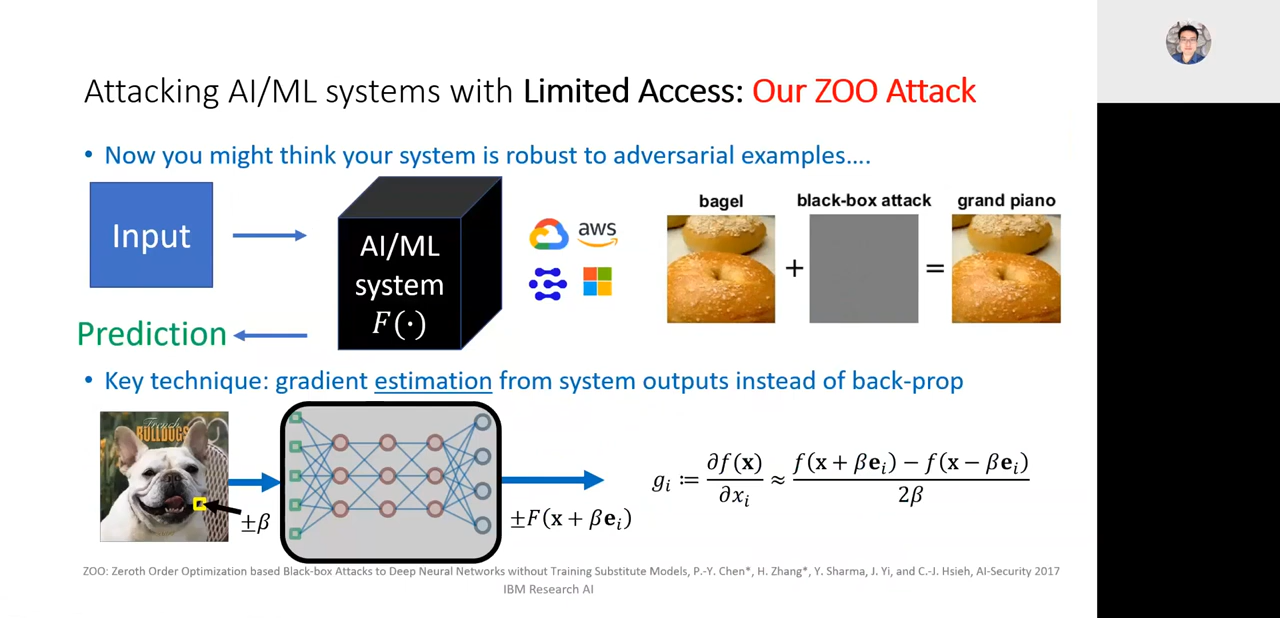 Attacking AI/ML systems with Limited Access: Our ZOO Attack
• Now you might think your system is robust to adversarial examples….
Input
AI/ML
system
F(·)
Prediction
aws
bagel
black-box attack
grand piano
+
=
• Key technique: gradient estimation from system outputs instead of back-prop
French
BULLDOGS
±β
±F(x + βeᵢ)
gᵢ ≔ ∂f(x)/∂xᵢ ≈ (f(x + βeᵢ) − f(x − βeᵢ))/2β
ZOO: Zeroth Order Optimization based Black-box Attacks to Deep Neural Networks without Training Substitute Models, P.-Y. Chen*, H. Zhang*, Y. Sharma, J. Yi, and C.-J. Hsieh, AI-Security 2017
IBM Research AI